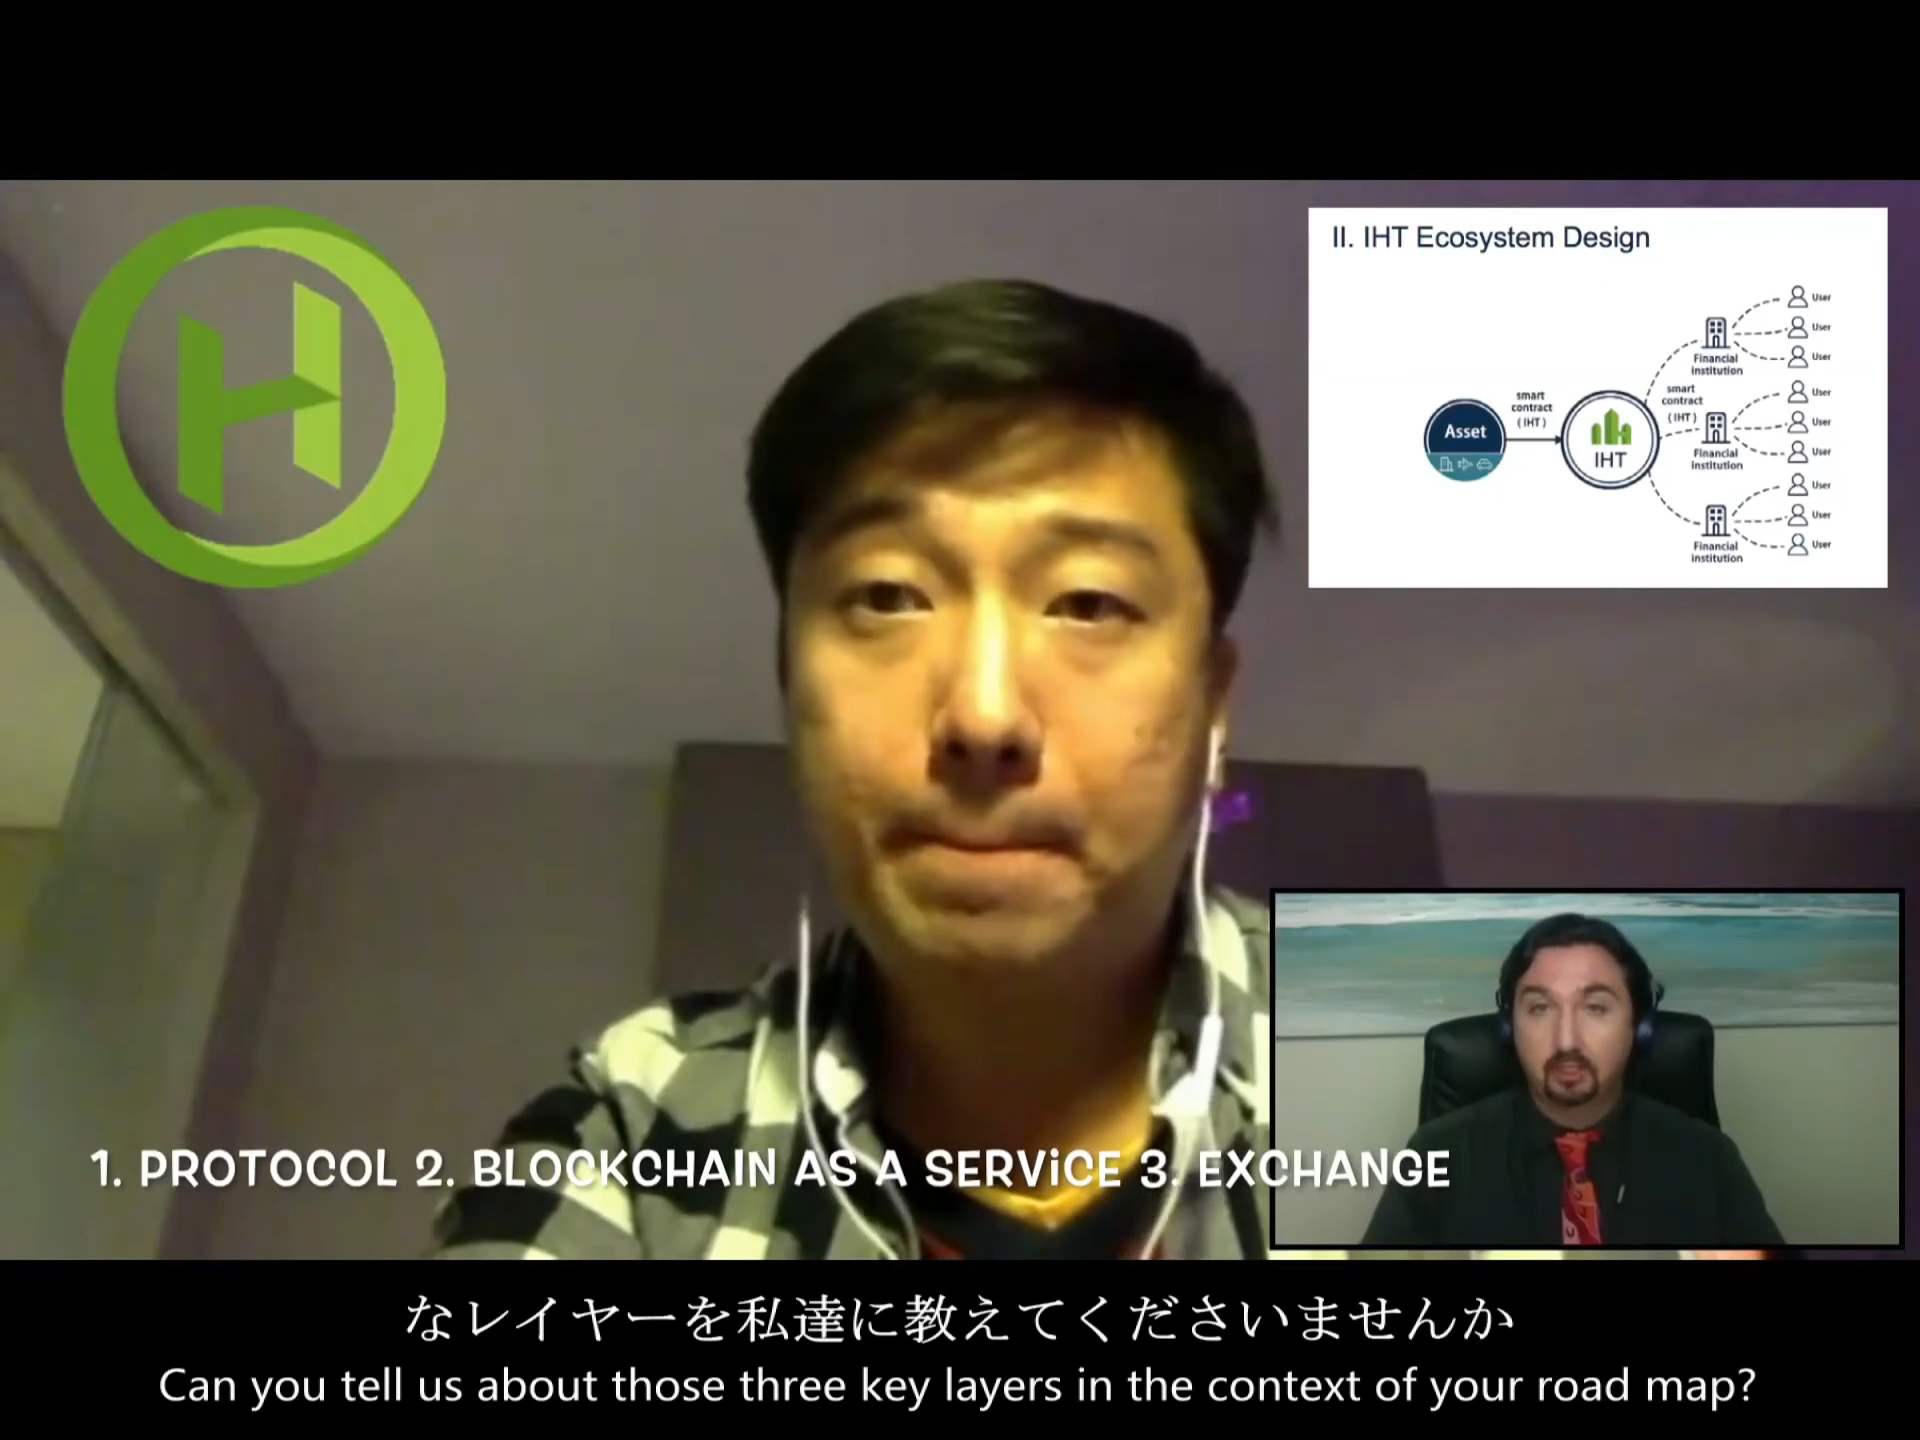 II. IHT Ecosystem Design
User
User
User
Financial
institution
smart
contract
( IHT )
smart
contract
( IHT )
User
User
User
Asset
IHT
Financial
institution
User
User
User
Financial
institution
H
1. PROTOCOL 2. BLOCKCHAIN AS A SERViCE 3. EXCHANGE
なレイヤーを私達に教えてくださいませんか
Can you tell us about those three key layers in the context of your road map?